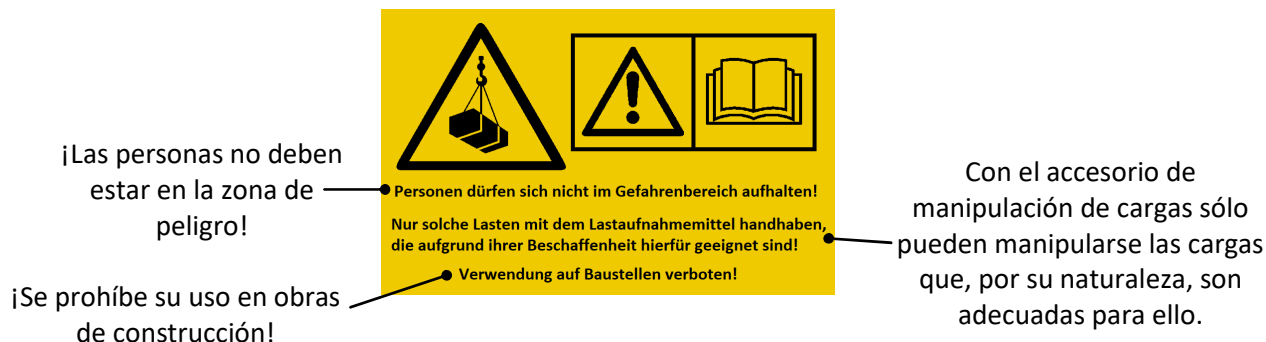 ¡Las personas no deben
estar en la zona de
peligro!
¡Se prohíbe su uso en obras
de construcción!
Personen dürfen sich nicht im Gefahrenbereich aufhalten!
Nur solche Lasten mit dem Lastaufnahmemittel handhaben,
die aufgrund ihrer Beschaffenheit hierfür geeignet sind!
Verwendung auf Baustellen verboten!
Con el accesorio de
manipulación de cargas sólo
pueden manipularse las cargas
que, por su naturaleza, son
adecuadas para ello.